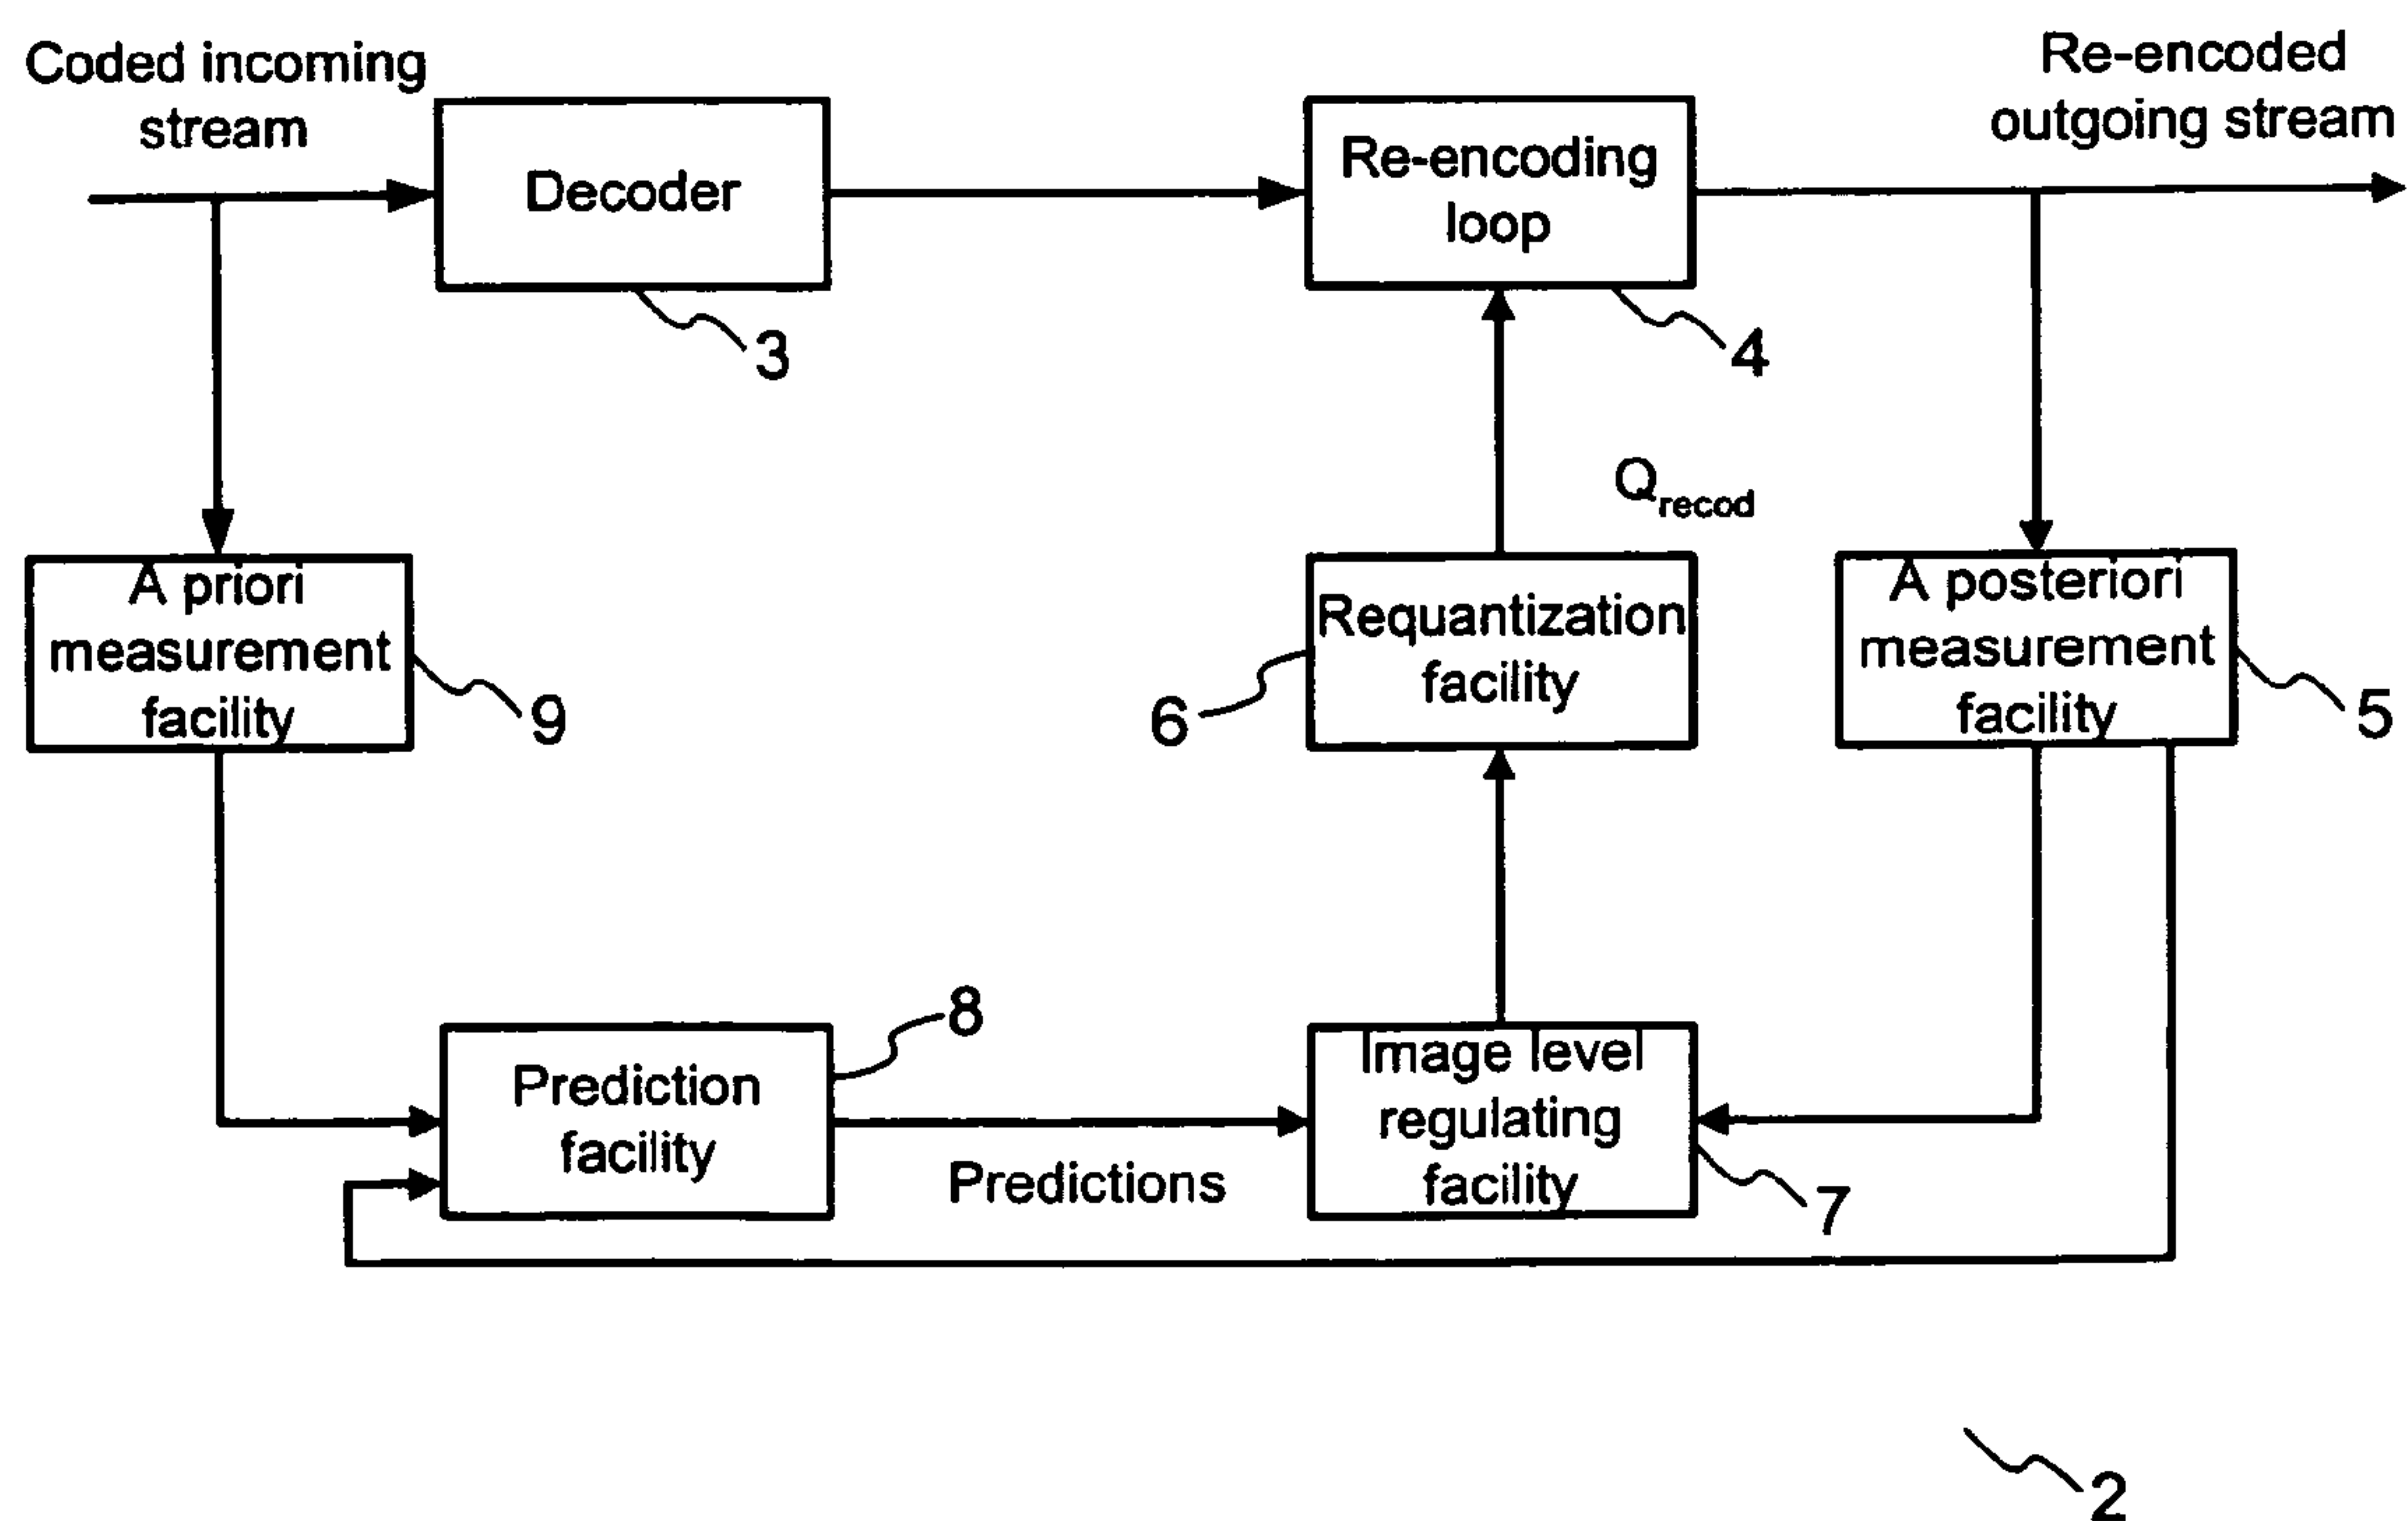 Coded incoming
stream
Re-encoded
outgoing stream
Decoder
Re-encoding
loop
3
4
Qrecod
A priori
measurement
facility
9
Requantization
facility
6
A posteriori
measurement
facility
5
Prediction
facility
8
Predictions
Image level
regulating
facility
7
2